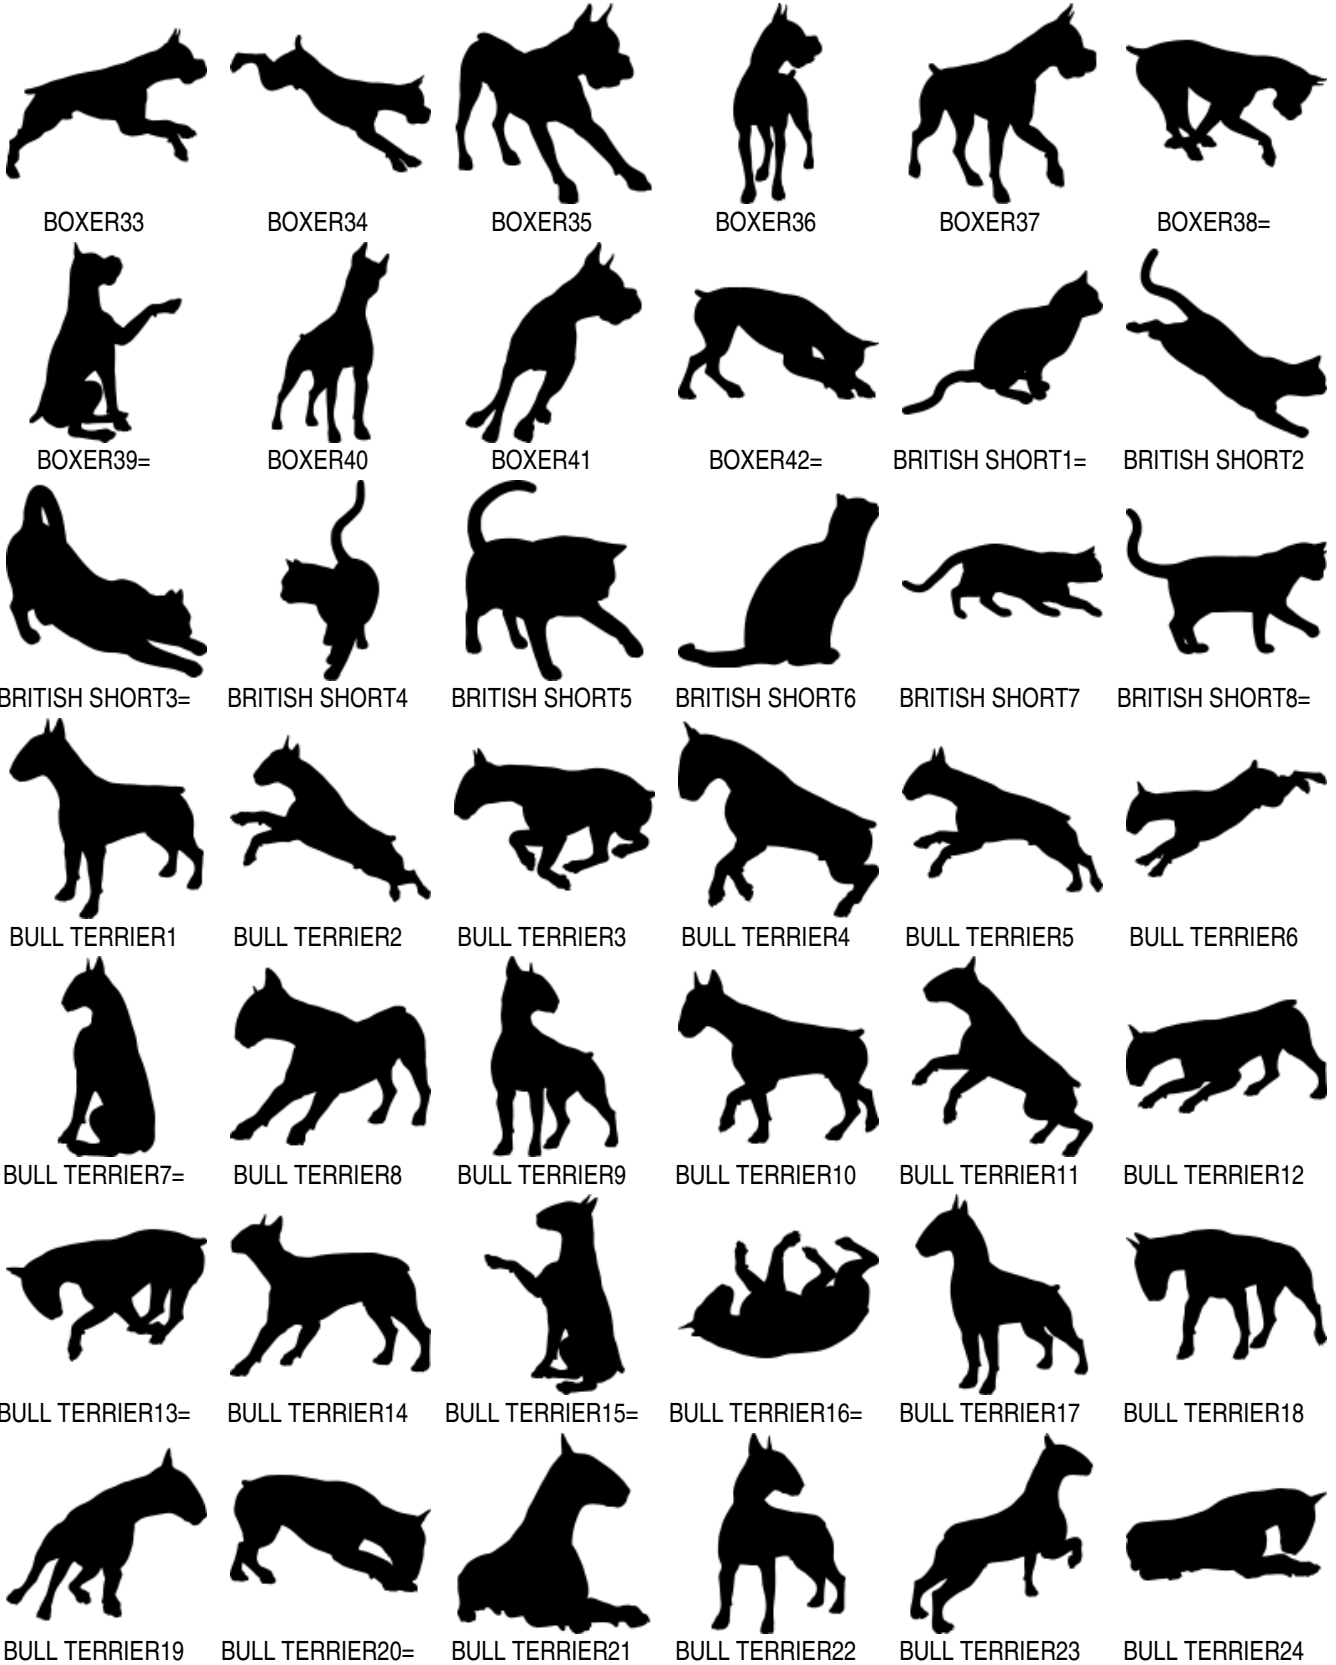 BOXER33 BOXER34 BOXER35 BOXER36 BOXER37 BOXER38=
BOXER39= BOXER40 BOXER41 BOXER42= BRITISH SHORT1= BRITISH SHORT2
BRITISH SHORT3= BRITISH SHORT4 BRITISH SHORT5 BRITISH SHORT6 BRITISH SHORT7 BRITISH SHORT8=
BULL TERRIER1 BULL TERRIER2 BULL TERRIER3 BULL TERRIER4 BULL TERRIER5 BULL TERRIER6
BULL TERRIER7= BULL TERRIER8 BULL TERRIER9 BULL TERRIER10 BULL TERRIER11 BULL TERRIER12
BULL TERRIER13= BULL TERRIER14 BULL TERRIER15= BULL TERRIER16= BULL TERRIER17 BULL TERRIER18
BULL TERRIER19 BULL TERRIER20= BULL TERRIER21 BULL TERRIER22 BULL TERRIER23 BULL TERRIER24